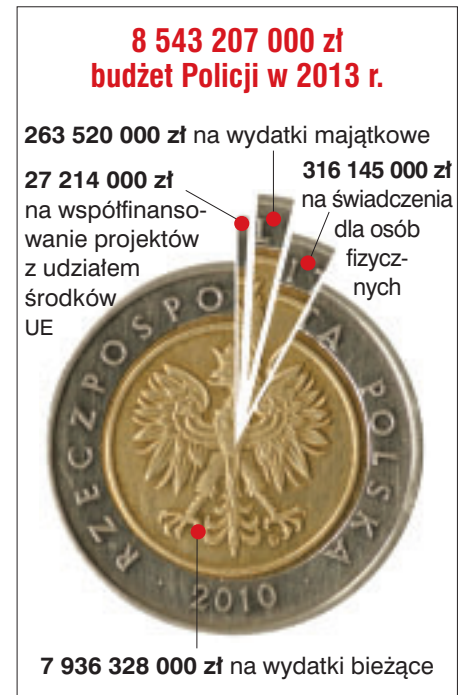 8 543 207 000 zł
budżet Policji w 2013 r.
263 520 000 zł na wydatki majątkowe
27 214 000 zł
na współfinanso-
wanie projektów
z udziałem
środków
UE
316 145 000 zł
na świadczenia
dla osób
fizycz-
nych
RZECZPOSPOLITA POLSKA
2010
7 936 328 000 zł na wydatki bieżące